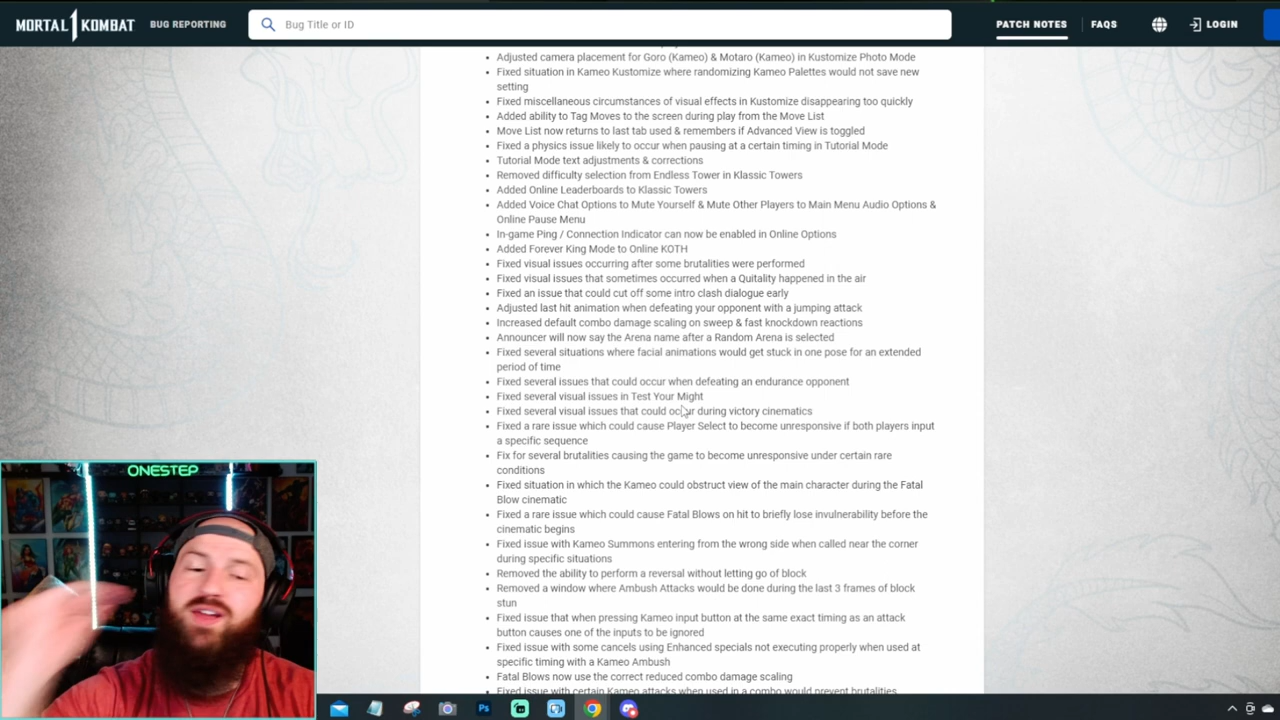 MORTAL KOMBAT 1
BUG REPORTING
Bug Title or ID
PATCH NOTES
FAQS
LOGIN
Adjusted camera placement for Goro (Kameo) & Motaro (Kameo) in Kustomize Photo Mode
Fixed situation in Kameo Kustomize where randomizing Kameo Palettes would not save new
setting
Fixed miscellaneous circumstances of visual effects in Kustomize disappearing too quickly
Added ability to Tag Moves to the screen during play from the Move List
Move List now returns to last tab used & remembers if Advanced View is toggled
Fixed a physics issue likely to occur when pausing at a certain timing in Tutorial Mode
Tutorial Mode text adjustments & corrections
Removed difficulty selection from Endless Tower in Klassic Towers
Added Online Leaderboards to Klassic Towers
Added Voice Chat Options to Mute Yourself & Mute Other Players to Main Menu Audio Options &
Online Pause Menu
In-game Ping / Connection Indicator can now be enabled in Online Options
Added Forever King Mode to Online KOTH
Fixed visual issues occurring after some brutalities were performed
Fixed visual issues that sometimes occurred when a Quitality happened in the air
Fixed an issue that could cut off some intro clash dialogue early
Adjusted last hit animation when defeating your opponent with a jumping attack
Increased default combo damage scaling on sweep & fast knockdown reactions
Announcer will now say the Arena name after a Random Arena is selected
Fixed several situations where facial animations would get stuck in one pose for an extended
period of time
Fixed several issues that could occur when defeating an endurance opponent
Fixed several visual issues in Test Your Might
Fixed several visual issues that could occur during victory cinematics
Fixed a rare issue which could cause Player Select to become unresponsive if both players input
a specific sequence
Fix for several brutalities causing the game to become unresponsive under certain rare
conditions
Fixed situation in which the Kameo could obstruct view of the main character during the Fatal
Blow cinematic
Fixed a rare issue which could cause Fatal Blows on hit to briefly lose invulnerability before the
cinematic begins
Fixed issue with Kameo Summons entering from the wrong side when called near the corner
during specific situations
Removed the ability to perform a reversal without letting go of block
Removed a window where Ambush Attacks would be done during the last 3 frames of block
stun
Fixed issue that when pressing Kameo input button at the same exact timing as an attack
button causes one of the inputs to be ignored
Fixed issue with some cancels using Enhanced specials not executing properly when used at
specific timing with a Kameo Ambush
Fatal Blows now use the correct reduced combo damage scaling
Fixed issue with certain Kameo attacks when used in a combo would prevent brutalities
ONESTEP
Ps